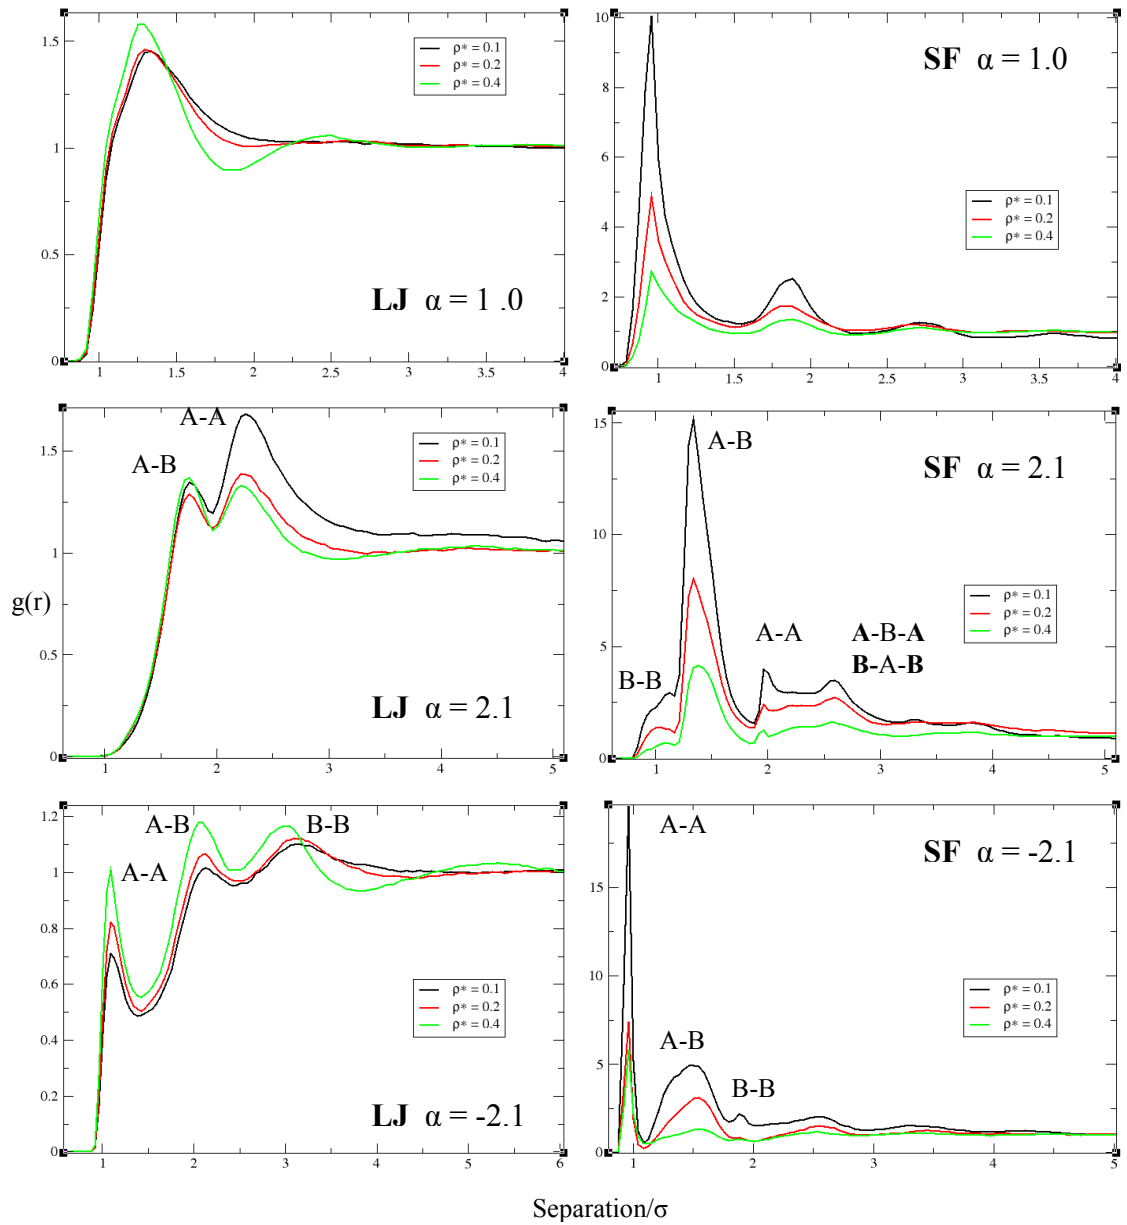 1.5
1
0.5
0
1
1.5
2
2.5
3
3.5
4
ρ* = 0.1
ρ* = 0.2
ρ* = 0.4
LJ α = 1 .0
10
8
6
4
2
0
1
1.5
2
2.5
3
3.5
4
SF α = 1.0
ρ* = 0.1
ρ* = 0.2
ρ* = 0.4
g(r)
1.5
1
0.5
0
1
2
3
4
5
A-A
A-B
ρ* = 0.1
ρ* = 0.2
ρ* = 0.4
LJ α = 2.1
15
10
5
0
1
2
3
4
5
A-B
SF α = 2.1
ρ* = 0.1
ρ* = 0.2
ρ* = 0.4
A-A
A-B-A
B-A-B
B-B
1.2
1
0.8
0.6
0.4
0.2
0
1
2
3
4
5
6
A-B
B-B
A-A
ρ* = 0.1
ρ* = 0.2
ρ* = 0.4
LJ α = -2.1
15
10
5
0
1
2
3
4
5
A-A
SF α = -2.1
ρ* = 0.1
ρ* = 0.2
ρ* = 0.4
A-B
B-B
Separation/σ